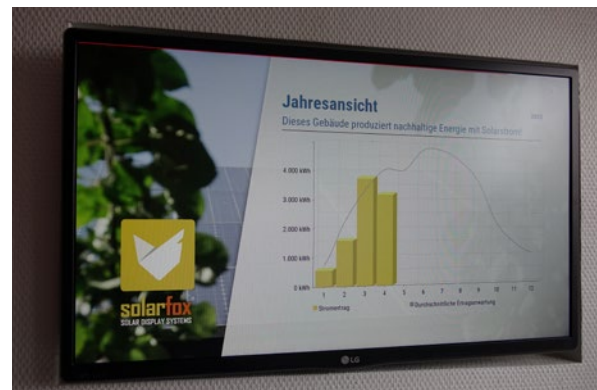 Jahresansicht
Dieses Gebäude produziert nachhaltige Energie mit Solarstrom!
4.000 kWh
3.000 kWh
2.000 kWh
1.000 kWh
0 kWh
1 2 3 4 5 6 7 8 9 10 11 12
Stromertrag
Durchschnittliche Ertragserwartung
solarfox
SOLAR DISPLAY SYSTEMS
LG